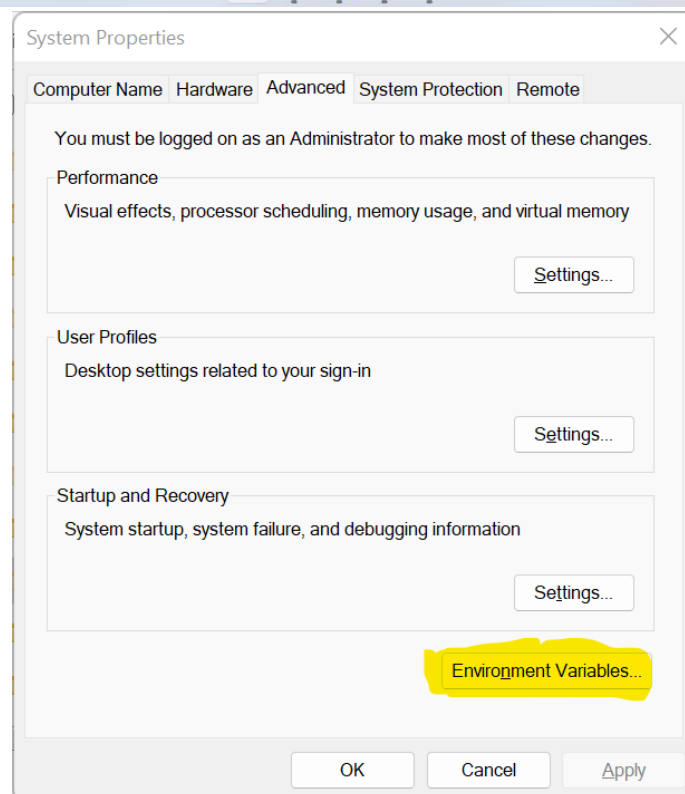 System Properties
Computer Name Hardware Advanced System Protection Remote
You must be logged on as an Administrator to make most of these changes.
Performance
Visual effects, processor scheduling, memory usage, and virtual memory
Settings...
User Profiles
Desktop settings related to your sign-in
Settings...
Startup and Recovery
System startup, system failure, and debugging information
Settings...
Environment Variables...
OK Cancel Apply